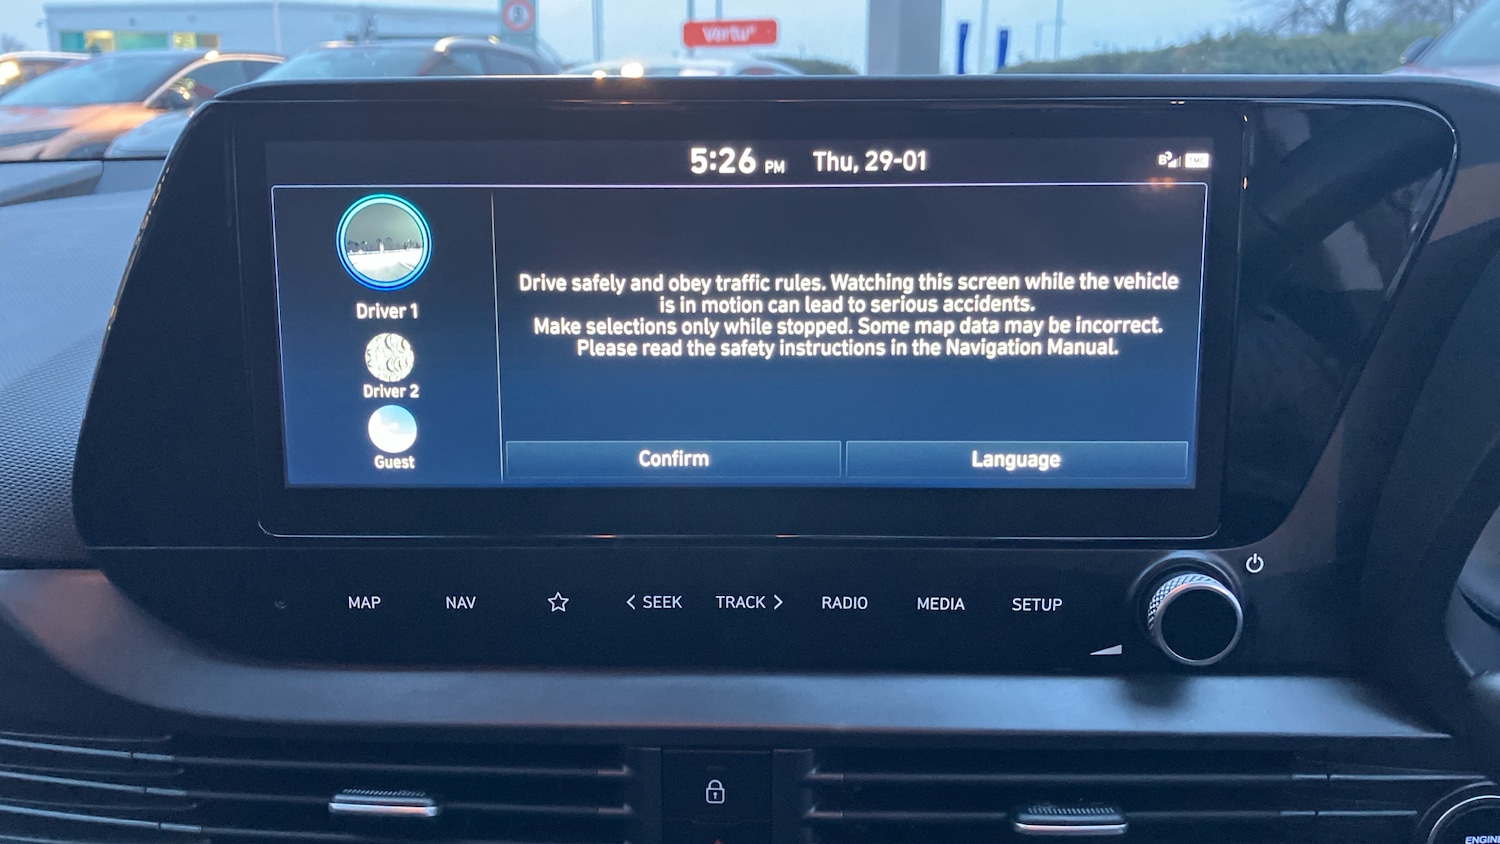 Vertu
5:26 PM Thu, 29-01
Driver 1
Driver 2
Guest
Drive safely and obey traffic rules. Watching this screen while the vehicle
is in motion can lead to serious accidents.
Make selections only while stopped. Some map data may be incorrect.
Please read the safety instructions in the Navigation Manual.
Confirm
Language
MAP
NAV
< SEEK
TRACK >
RADIO
MEDIA
SETUP